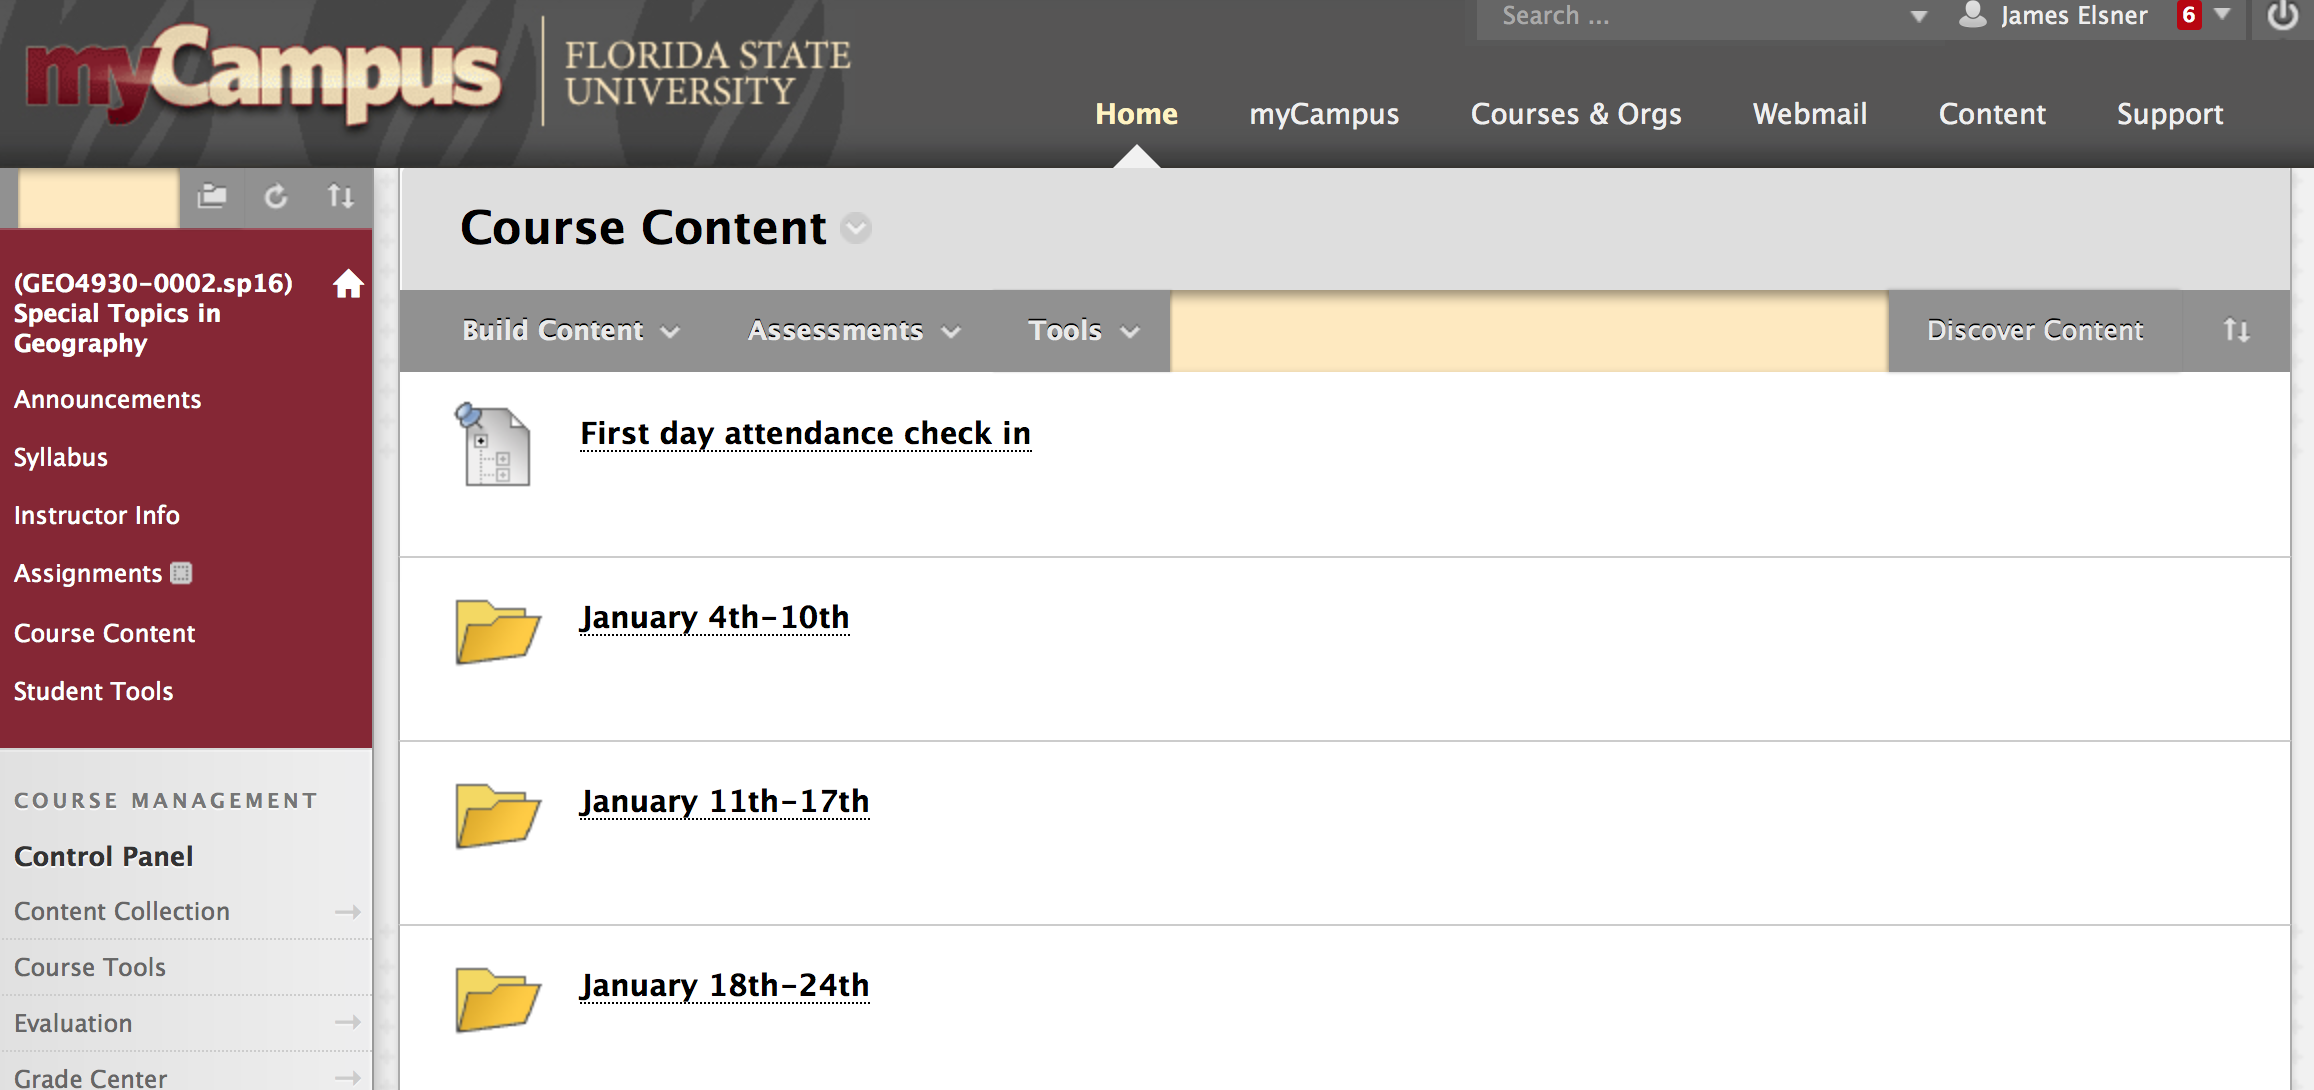 myCampus
FLORIDA STATE
UNIVERSITY
Search ...
James Elsner
6
Home
myCampus
Courses & Orgs
Webmail
Content
Support
(GEO4930-0002.sp16)
Special Topics in
Geography
Announcements
Syllabus
Instructor Info
Assignments
Course Content
Student Tools
COURSE MANAGEMENT
Control Panel
Content Collection
Course Tools
Evaluation
Grade Center
Course Content
Build Content
Assessments
Tools
Discover Content
First day attendance check in
January 4th-10th
January 11th-17th
January 18th-24th